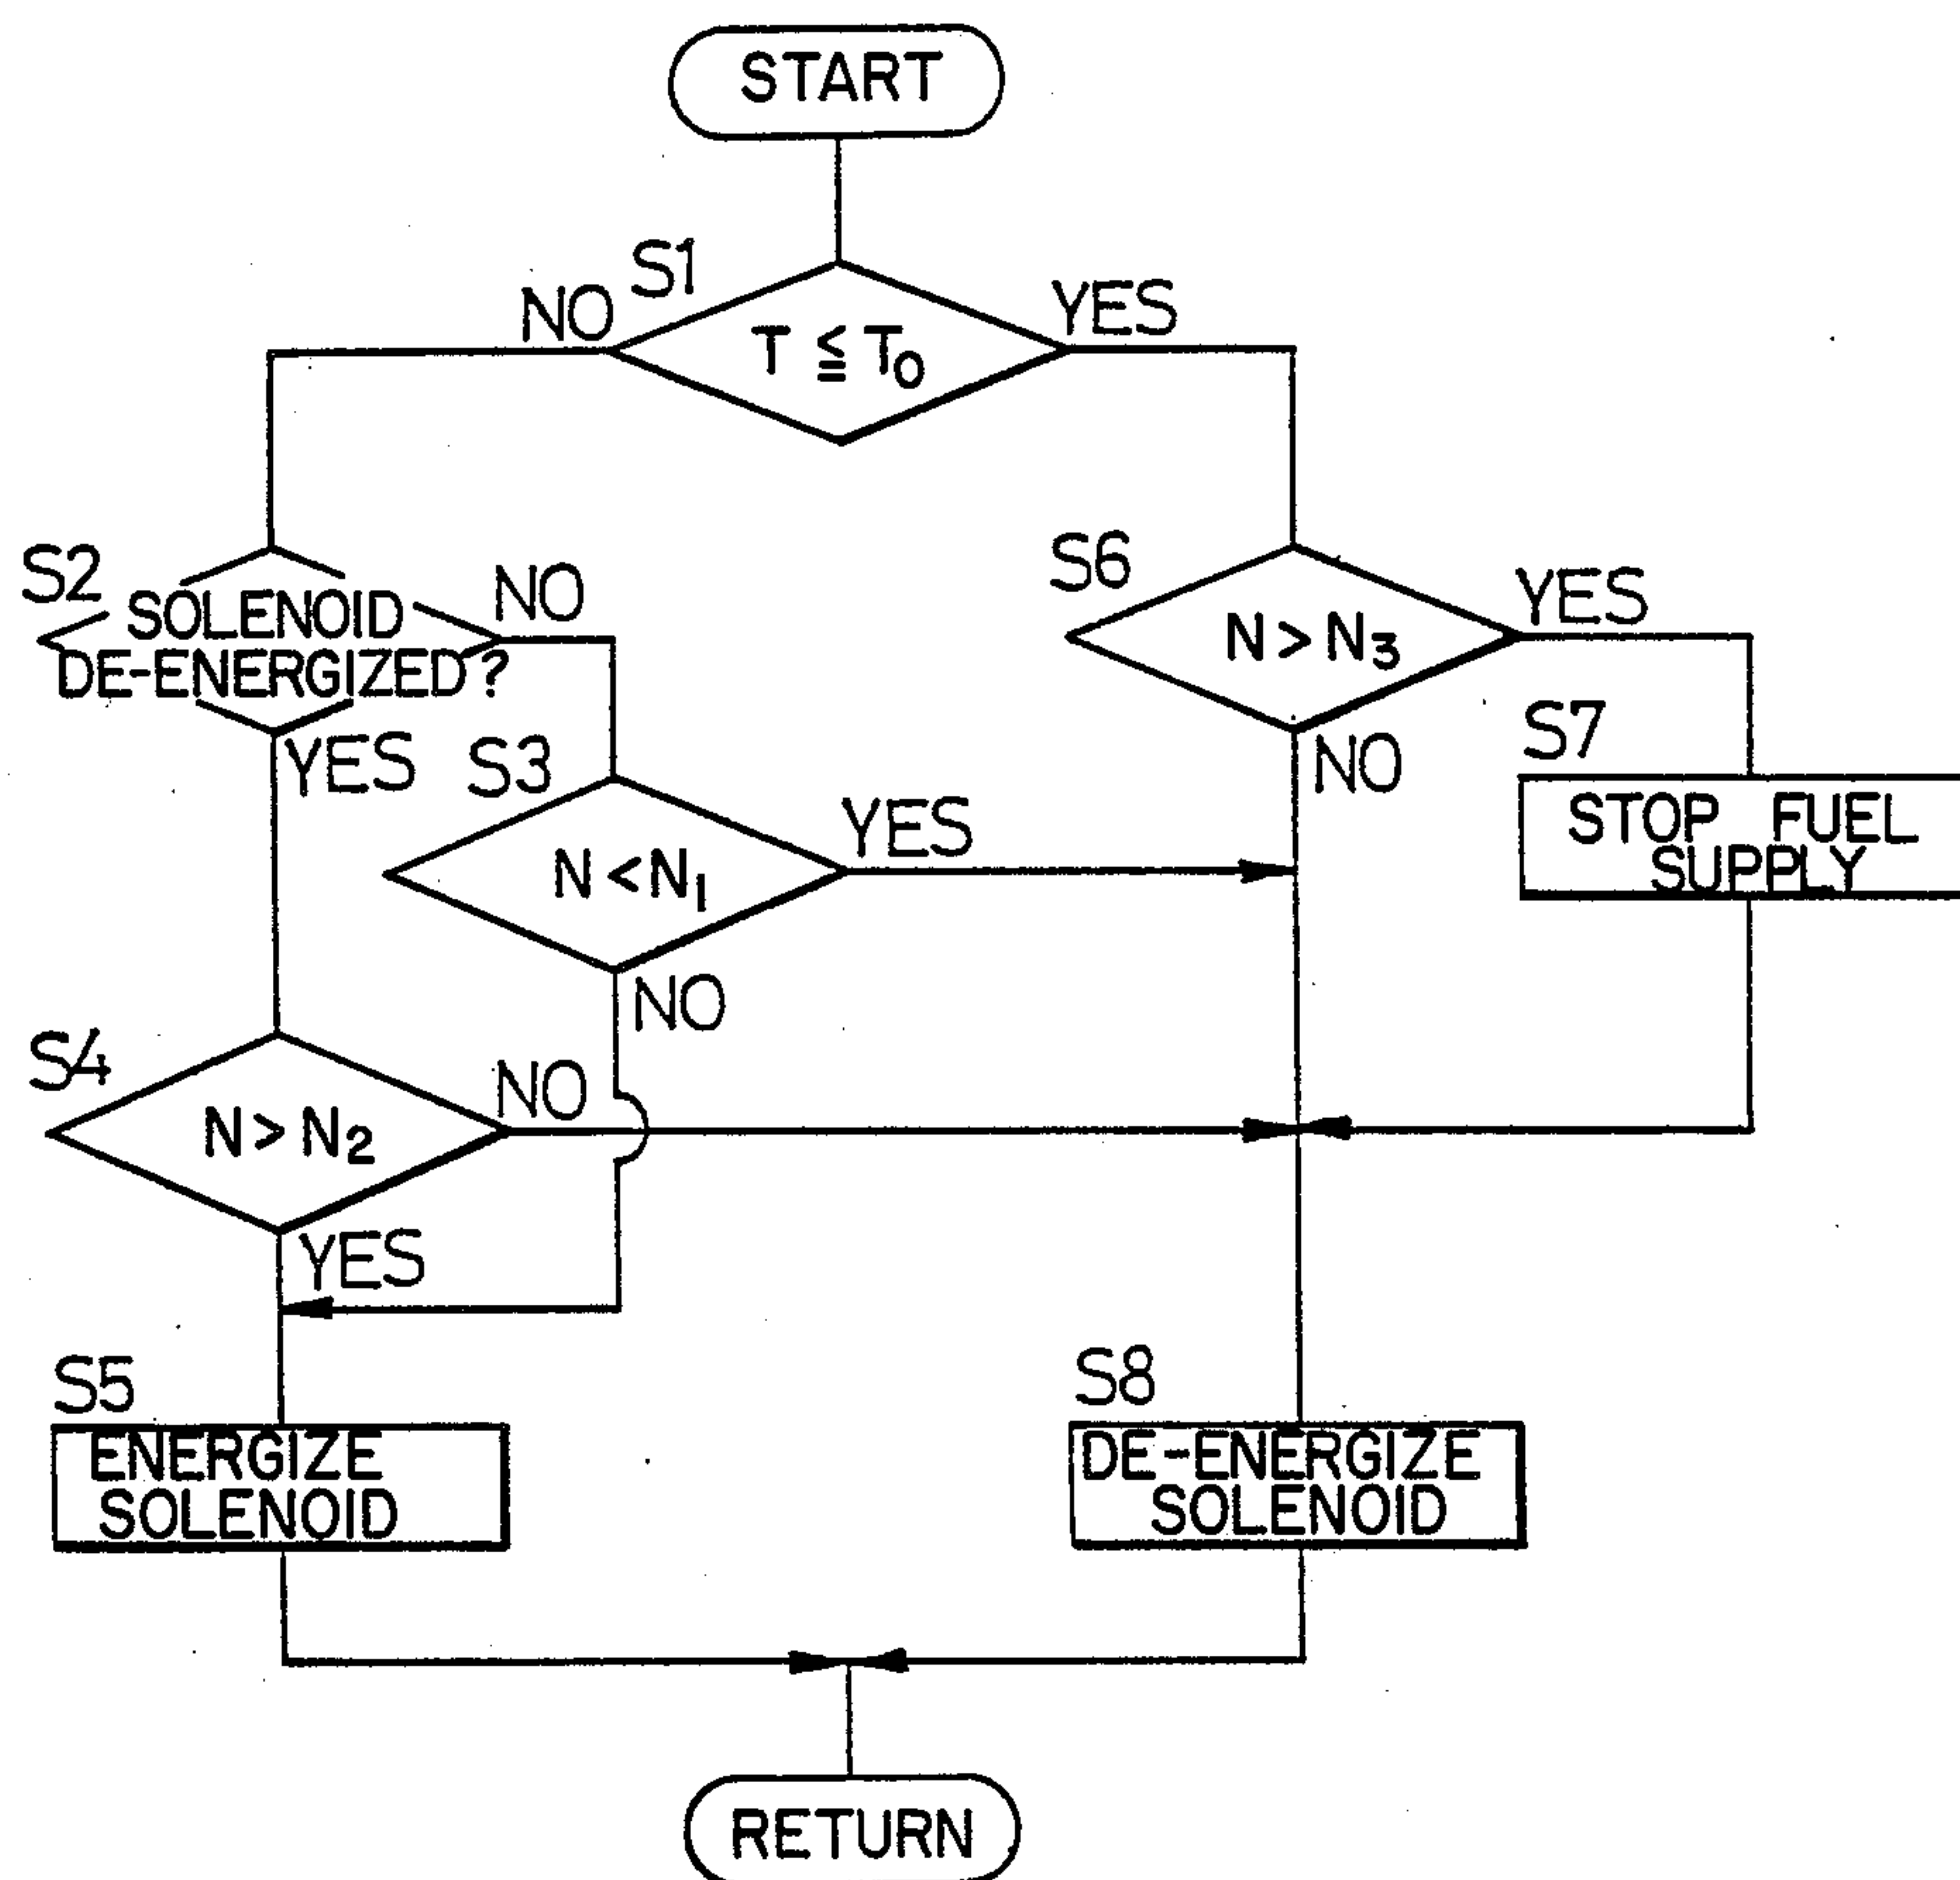 START
S1
NO
YES
T ≦ T0
S2
SOLENOID
DE-ENERGIZED ?
NO
YES
S6
N > N3
YES
NO
S3
N < N1
YES
NO
S7
STOP FUEL
SUPPLY
S4
N > N2
NO
YES
S5
ENERGIZE
SOLENOID
S8
DE-ENERGIZE
SOLENOID
RETURN